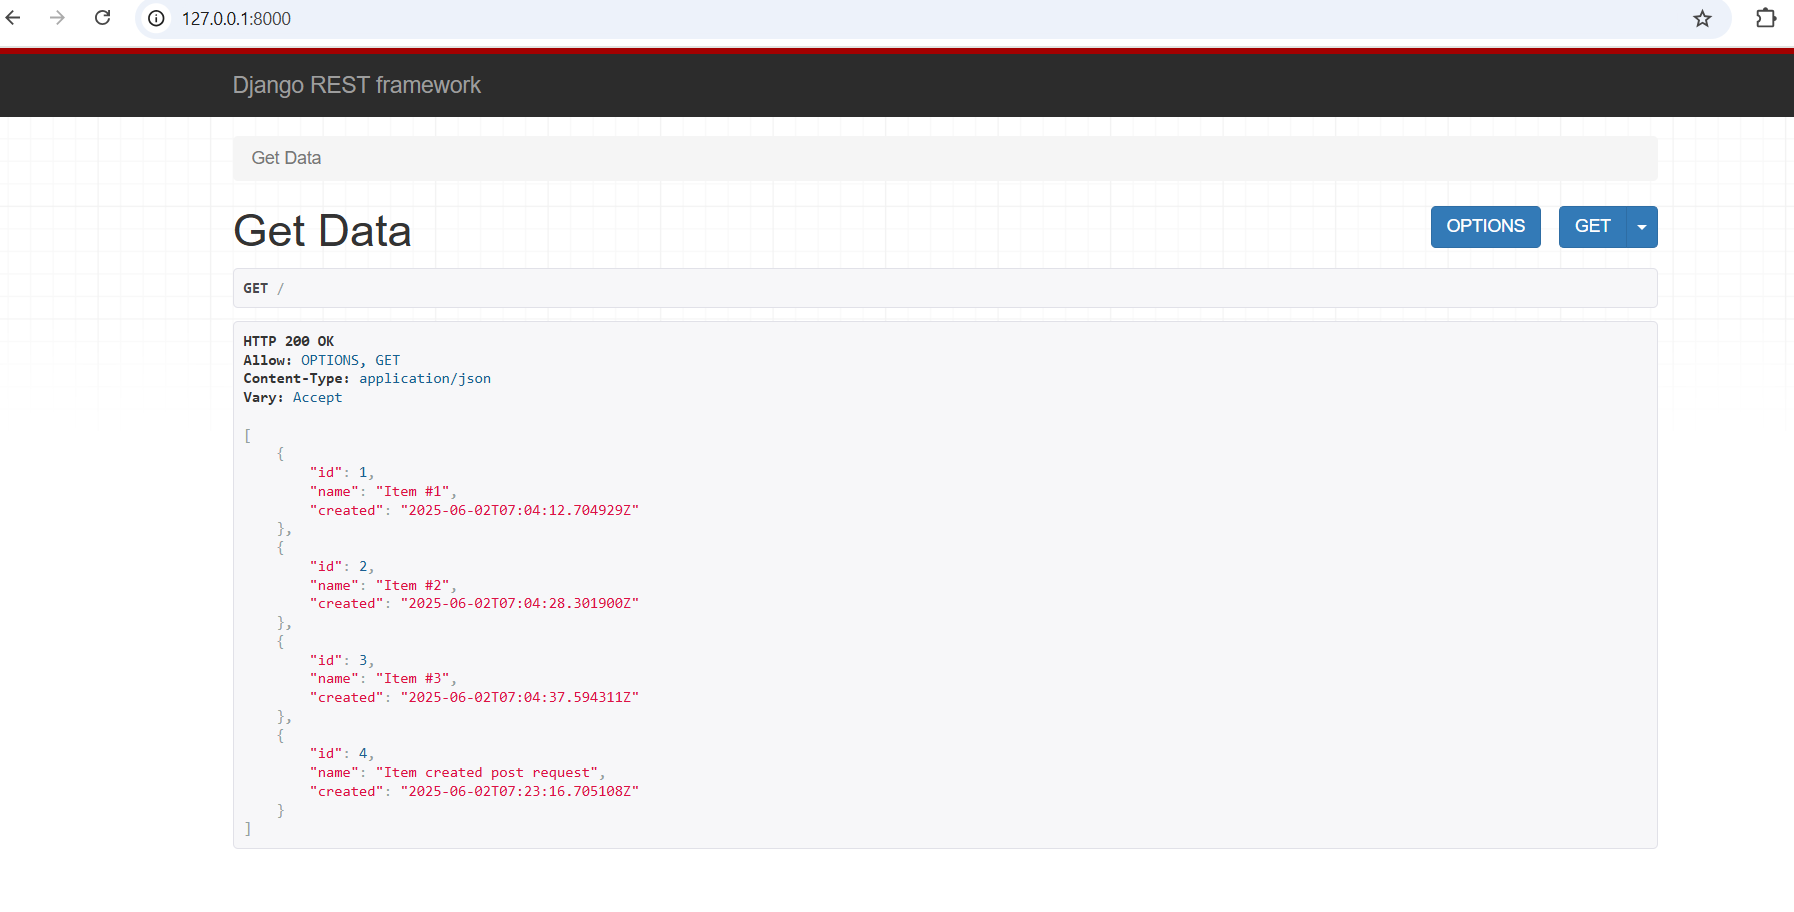 127.0.0.1:8000
Django REST framework
Get Data
Get Data
OPTIONS
GET
GET /
HTTP 200 OK
Allow: OPTIONS, GET
Content-Type: application/json
Vary: Accept
[
    {
        "id": 1,
        "name": "Item #1",
        "created": "2025-06-02T07:04:12.704929Z"
    },
    {
        "id": 2,
        "name": "Item #2",
        "created": "2025-06-02T07:04:28.301900Z"
    },
    {
        "id": 3,
        "name": "Item #3",
        "created": "2025-06-02T07:04:37.594311Z"
    },
    {
        "id": 4,
        "name": "Item created post request",
        "created": "2025-06-02T07:23:16.705108Z"
    }
]